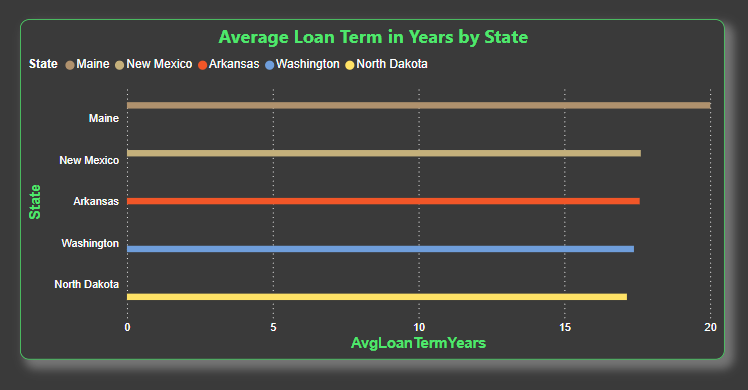 Average Loan Term in Years by State
State Maine New Mexico Arkansas Washington North Dakota
Maine
New Mexico
Arkansas
Washington
North Dakota
State
0 5 10 15 20
AvgLoanTermYears